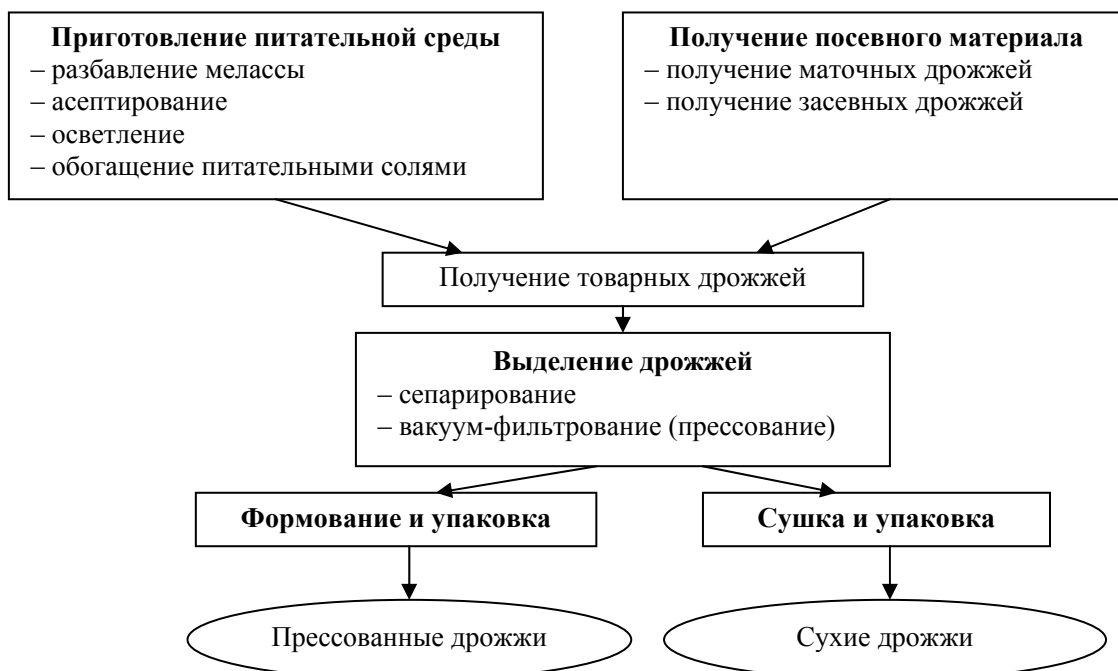 Приготовление питательной среды
– разбавление мелассы
– асептирование
– осветление
– обогащение питательными солями
Получение посевного материала
– получение маточных дрожжей
– получение засевных дрожжей
Получение товарных дрожжей
Выделение дрожжей
– сепарирование
– вакуум-фильтрование (прессование)
Формование и упаковка
Сушка и упаковка
Прессованные дрожжи
Сухие дрожжи